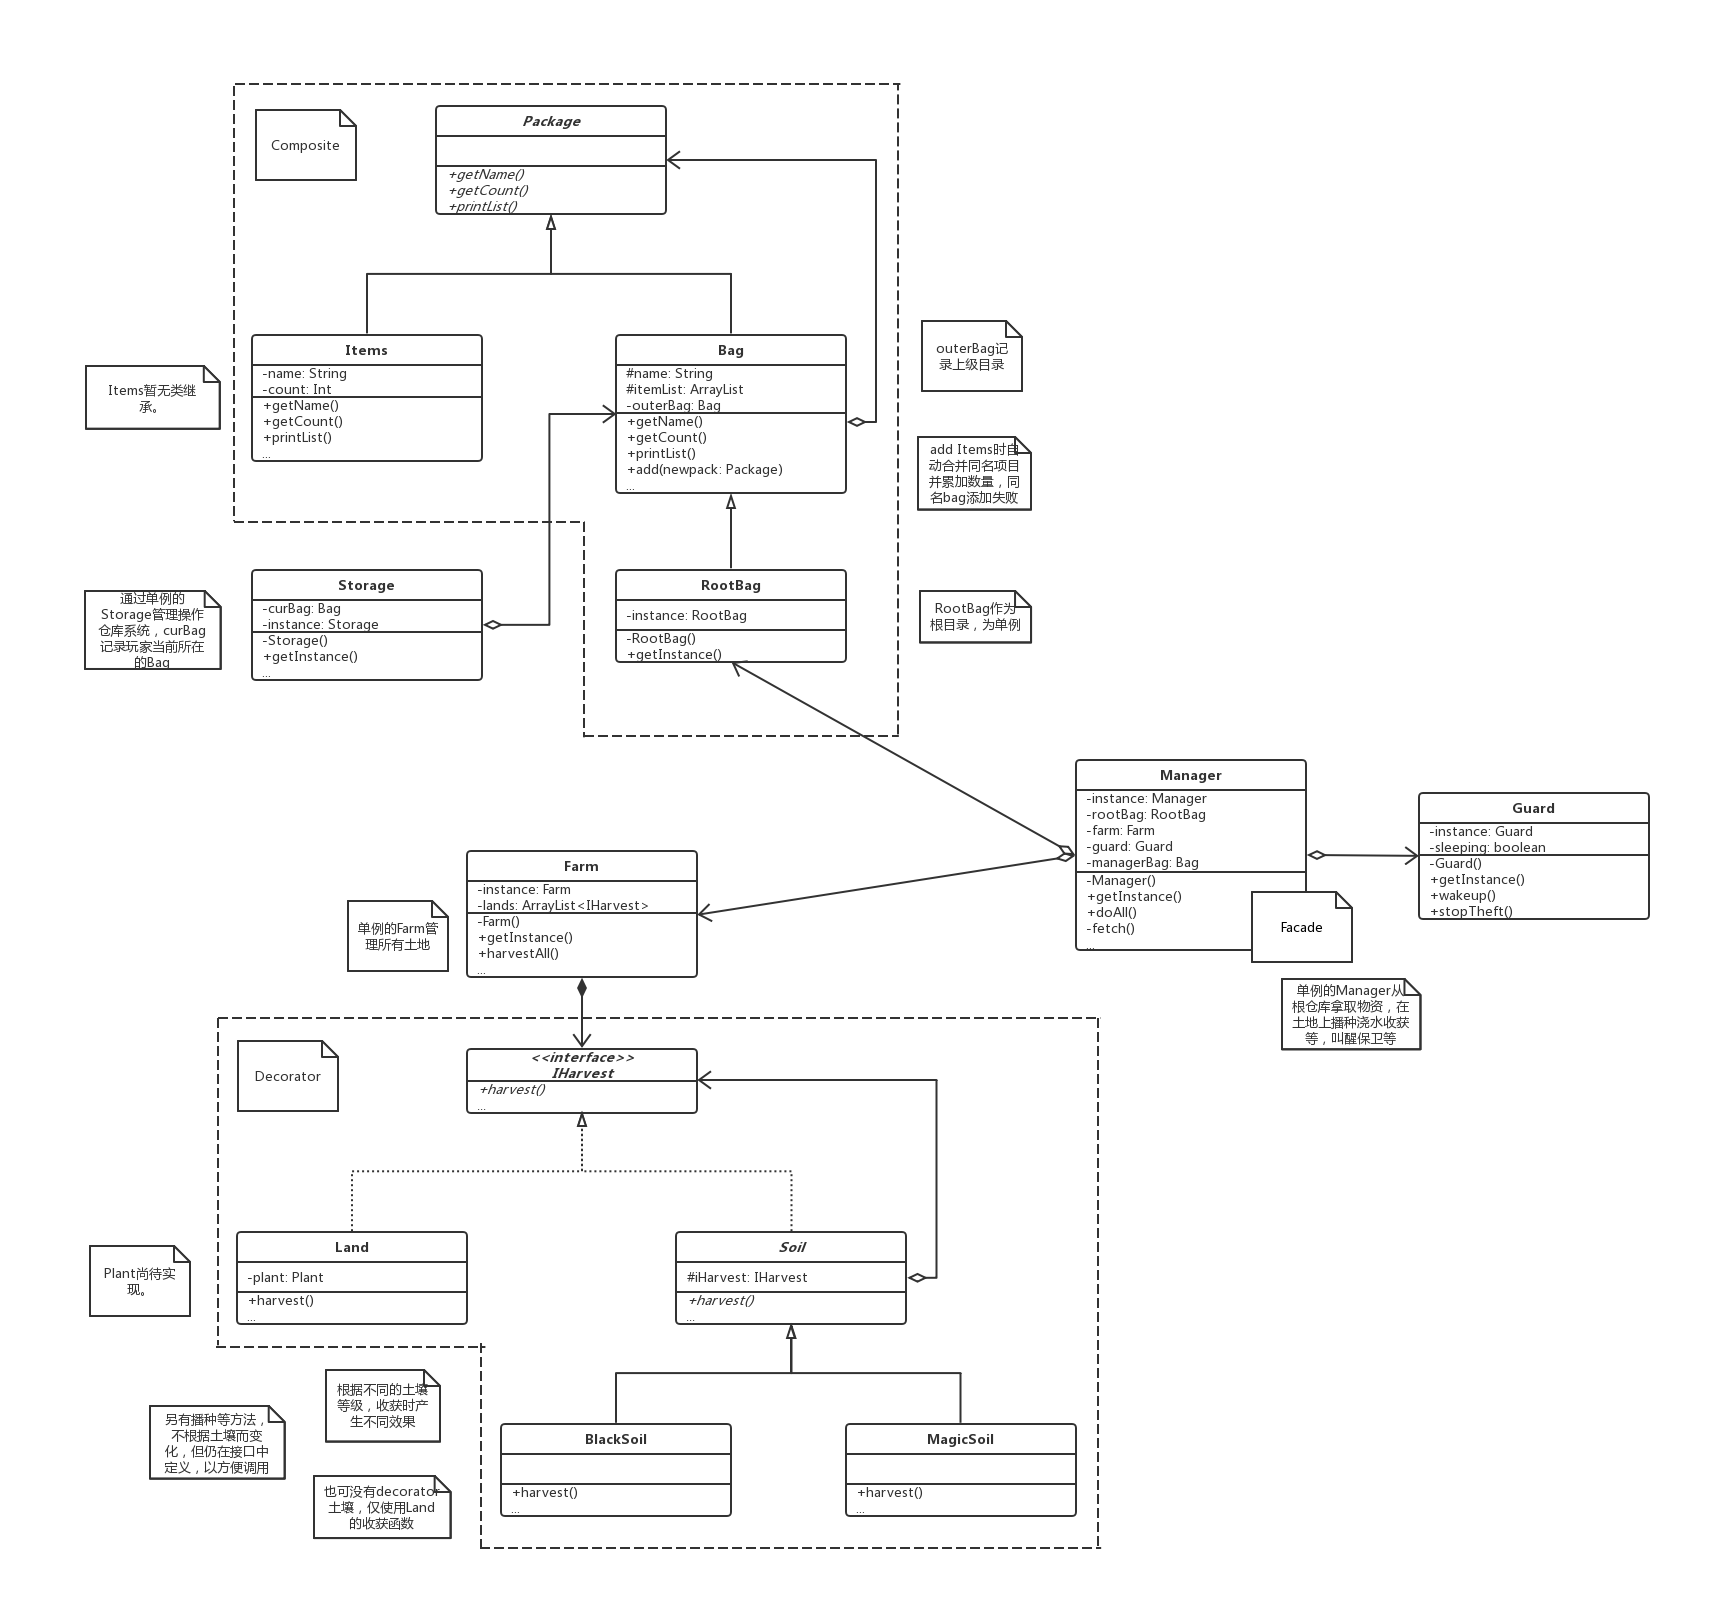 Composite
Package
+getName()
+getCount()
+printList()
Items暂无类继
承。
Items
-name: String
-count: Int
+getName()
+getCount()
+printList()
...
Bag
#name: String
#itemList: ArrayList
-outerBag: Bag
+getName()
+getCount()
+printList()
+add(newpack: Package)
...
outerBag记
录上级目录
add Items时自
动合并同名项目
并累加数量，同
名bag添加失败
通过单例的
Storage管理操作
仓库系统，curBag
记录玩家当前所在
的Bag
Storage
-curBag: Bag
-instance: Storage
-Storage()
+getInstance()
...
RootBag
-instance: RootBag
-RootBag()
+getInstance()
RootBag作为
根目录，为单例
Manager
-instance: Manager
-rootBag: RootBag
-farm: Farm
-guard: Guard
-managerBag: Bag
-Manager()
+getInstance()
+doAll()
-fetch()
...
Facade
Guard
-instance: Guard
-sleeping: boolean
-Guard()
+getInstance()
+wakeup()
+stopTheft()
单例的Manager从
根仓库拿取物资，在
土地上播种浇水收获
等，叫醒保卫等
单例的Farm管
理所有土地
Farm
-instance: Farm
-lands: ArrayList<IHarvest>
-Farm()
+getInstance()
+harvestAll()
...
Decorator
<<interface>>
IHarvest
+harvest()
...
Plant尚待实
现。
Land
-plant: Plant
+harvest()
...
Soil
#iHarvest: IHarvest
+harvest()
...
根据不同的土壤
等级，收获时产
生不同效果
另有播种等方法，
不根据土壤而变
化，但仍在接口中
定义，以方便调用
也可没有decorator
土壤，仅使用Land
的收获函数
BlackSoil
+harvest()
...
MagicSoil
+harvest()
...